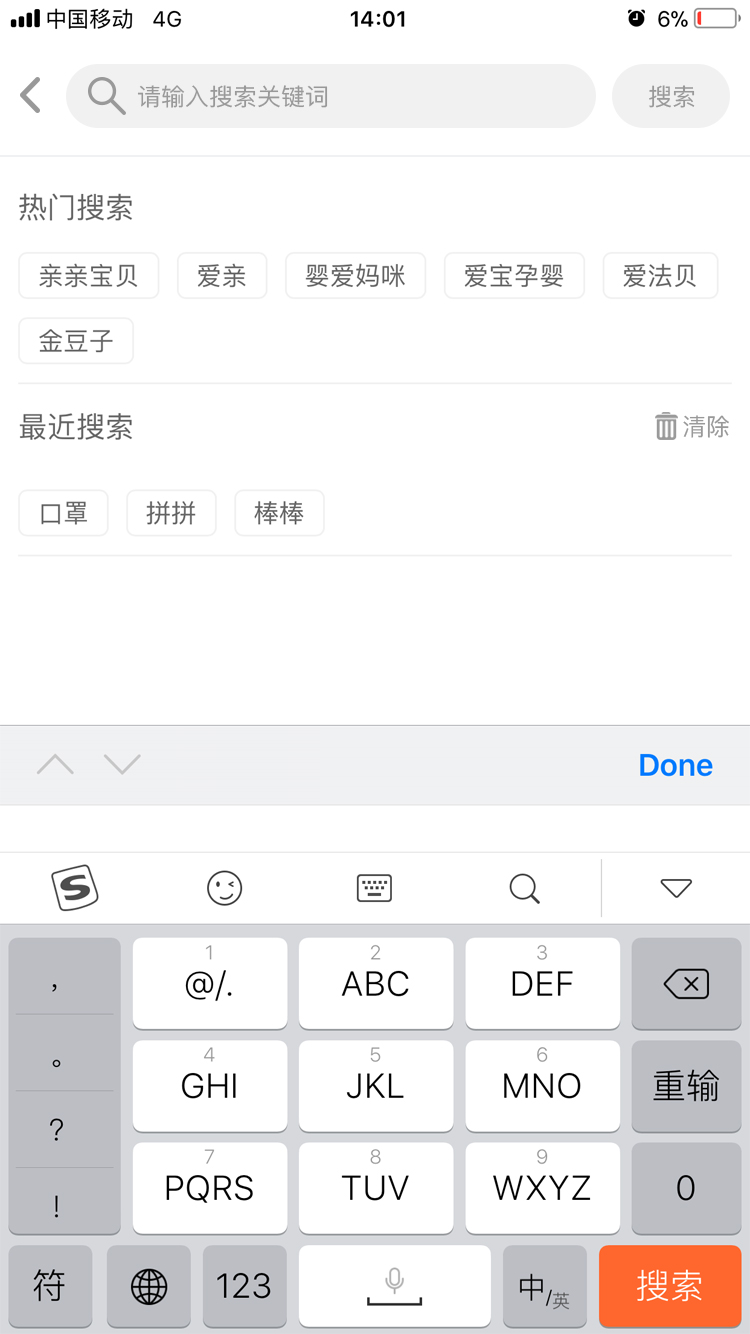 中国移动 4G 14:01 6%
请输入搜索关键词 搜索
热门搜索
亲亲宝贝 爱亲 婴爱妈咪 爱宝孕婴 爱法贝
金豆子
最近搜索 清除
口罩 拼拼 棒棒
Done
S
, 1 @/. 2 ABC 3 DEF
。 4 GHI 5 JKL 6 MNO 重输
?
7 PQRS 8 TUV 9 WXYZ 0
!
符 123 中/英 搜索